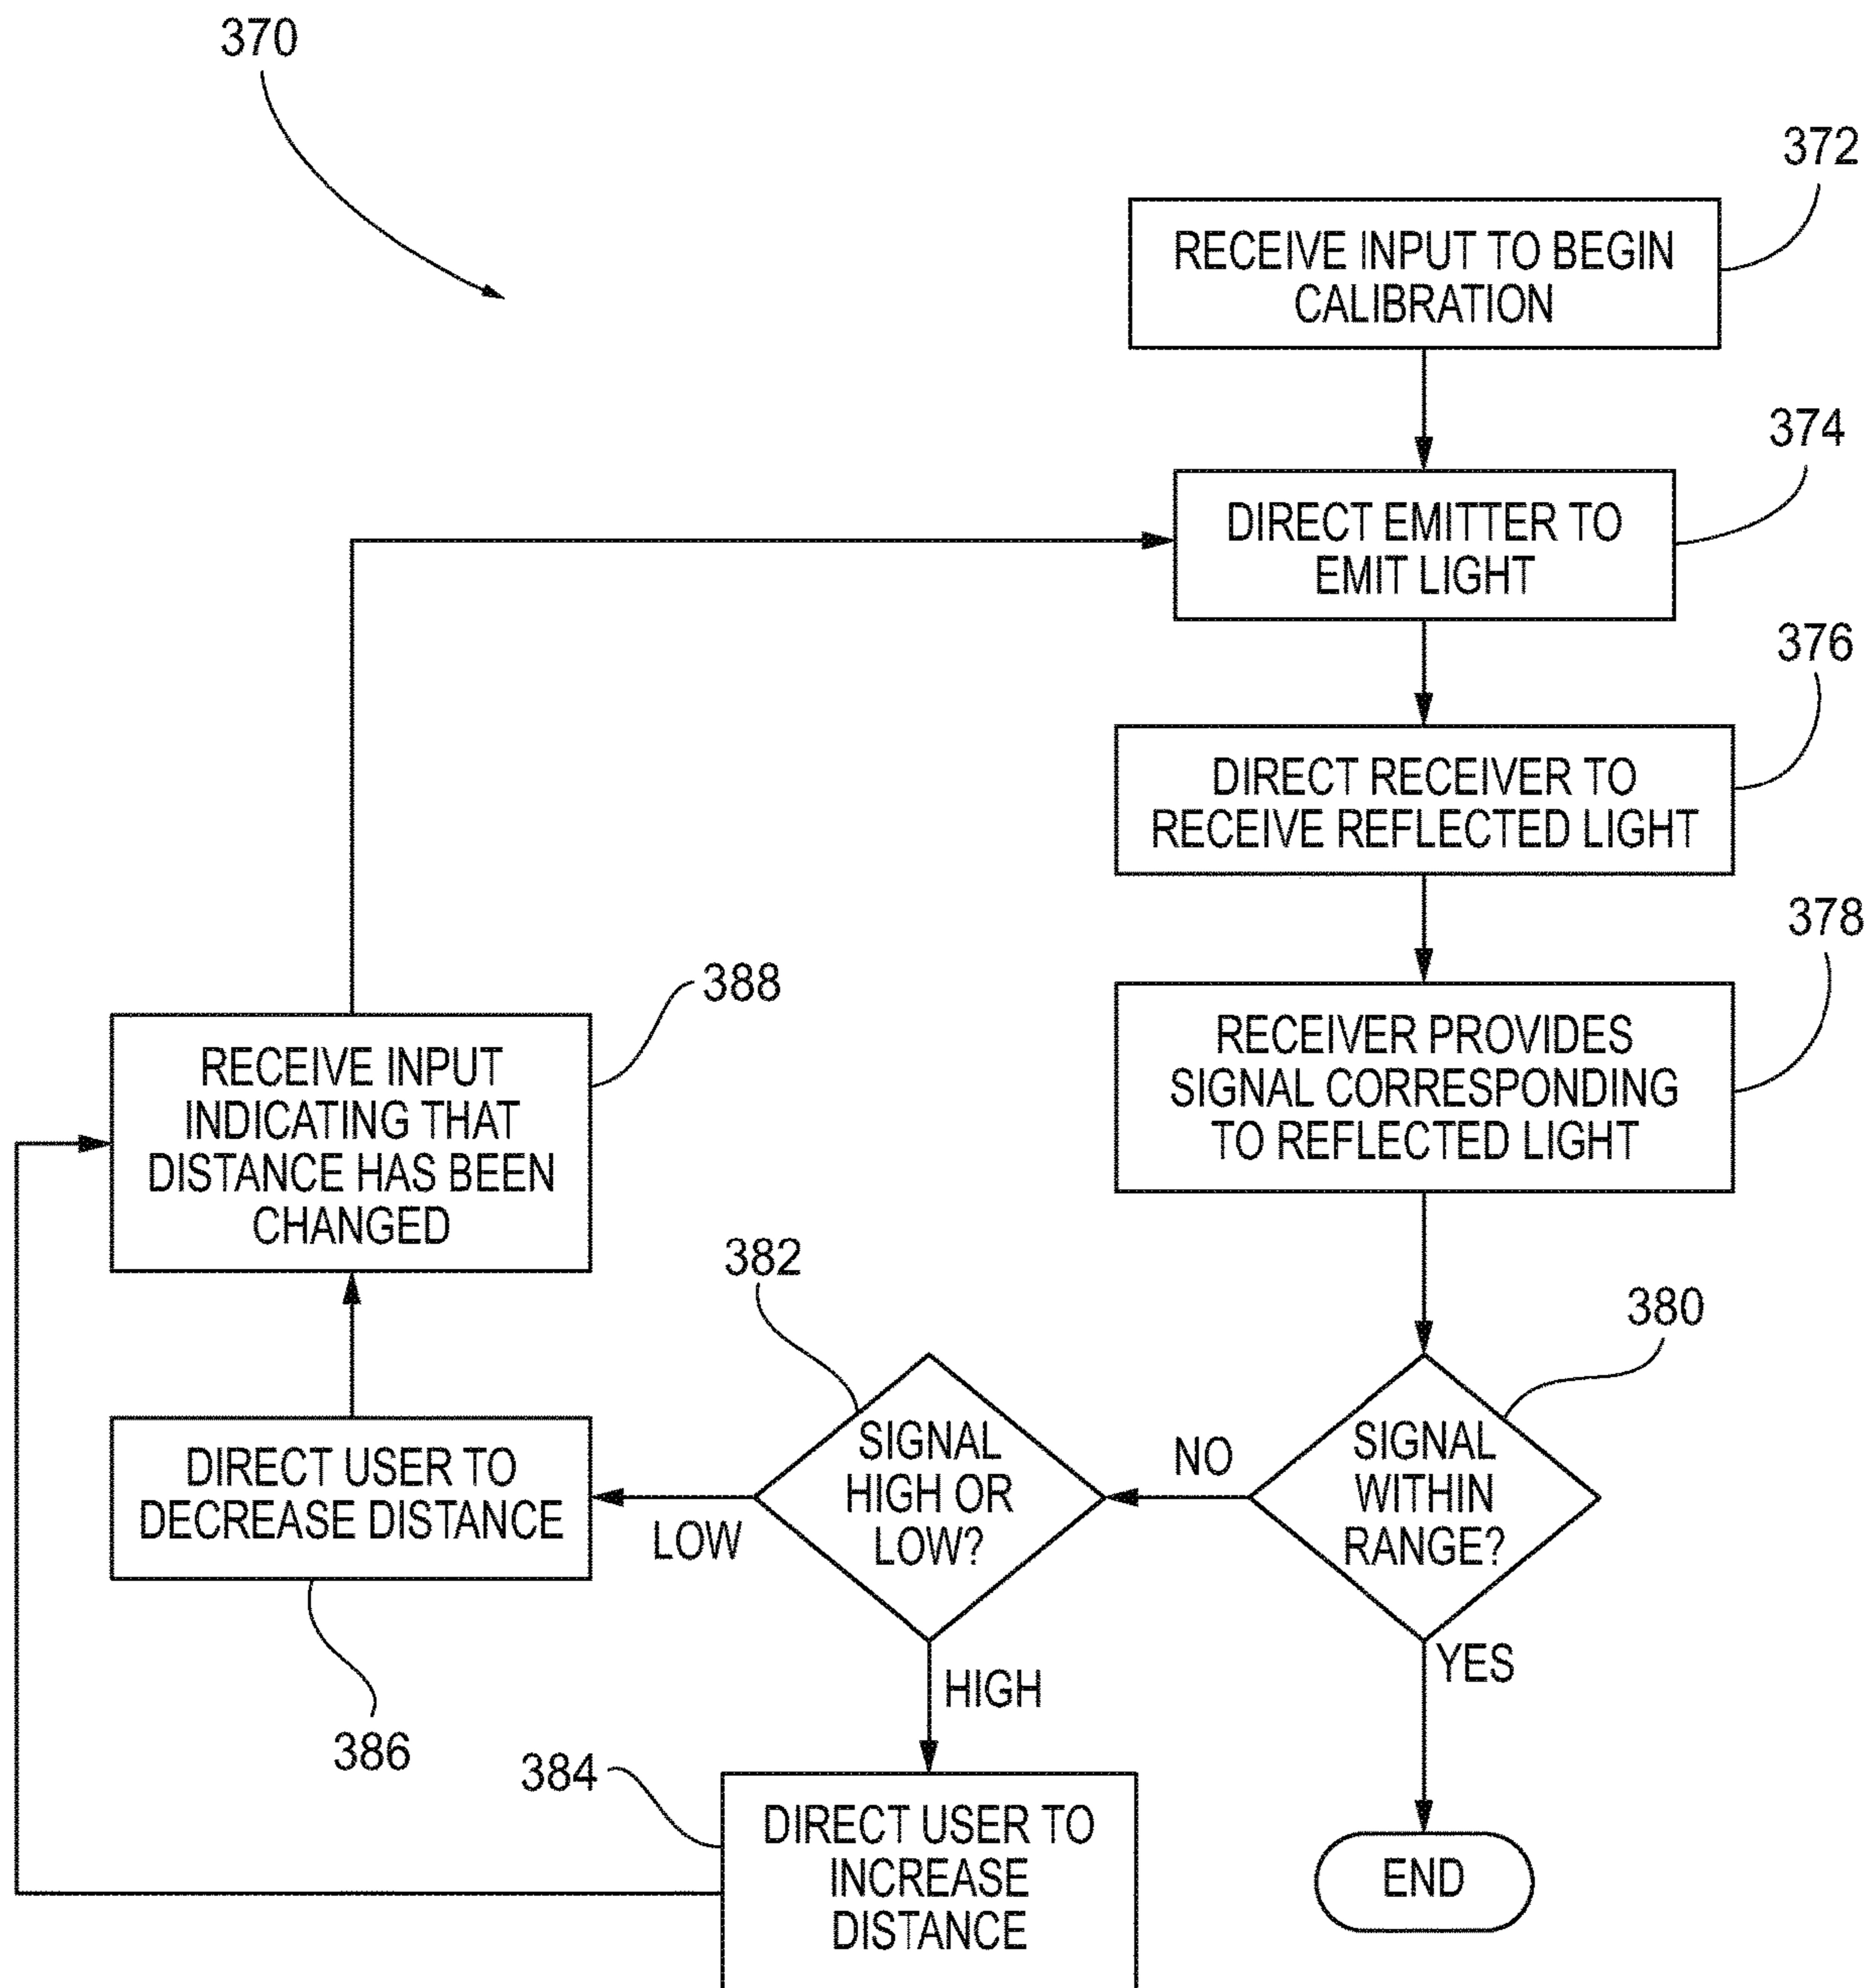 370
372
RECEIVE INPUT TO BEGIN
CALIBRATION
374
DIRECT EMITTER TO
EMIT LIGHT
376
DIRECT RECEIVER TO
RECEIVE REFLECTED LIGHT
378
RECEIVER PROVIDES
SIGNAL CORRESPONDING
TO REFLECTED LIGHT
388
RECEIVE INPUT
INDICATING THAT
DISTANCE HAS BEEN
CHANGED
382
380
SIGNAL
WITHIN
RANGE?
NO
YES
SIGNAL
HIGH OR
LOW?
LOW
HIGH
DIRECT USER TO
DECREASE DISTANCE
386
384
DIRECT USER TO
INCREASE
DISTANCE
END